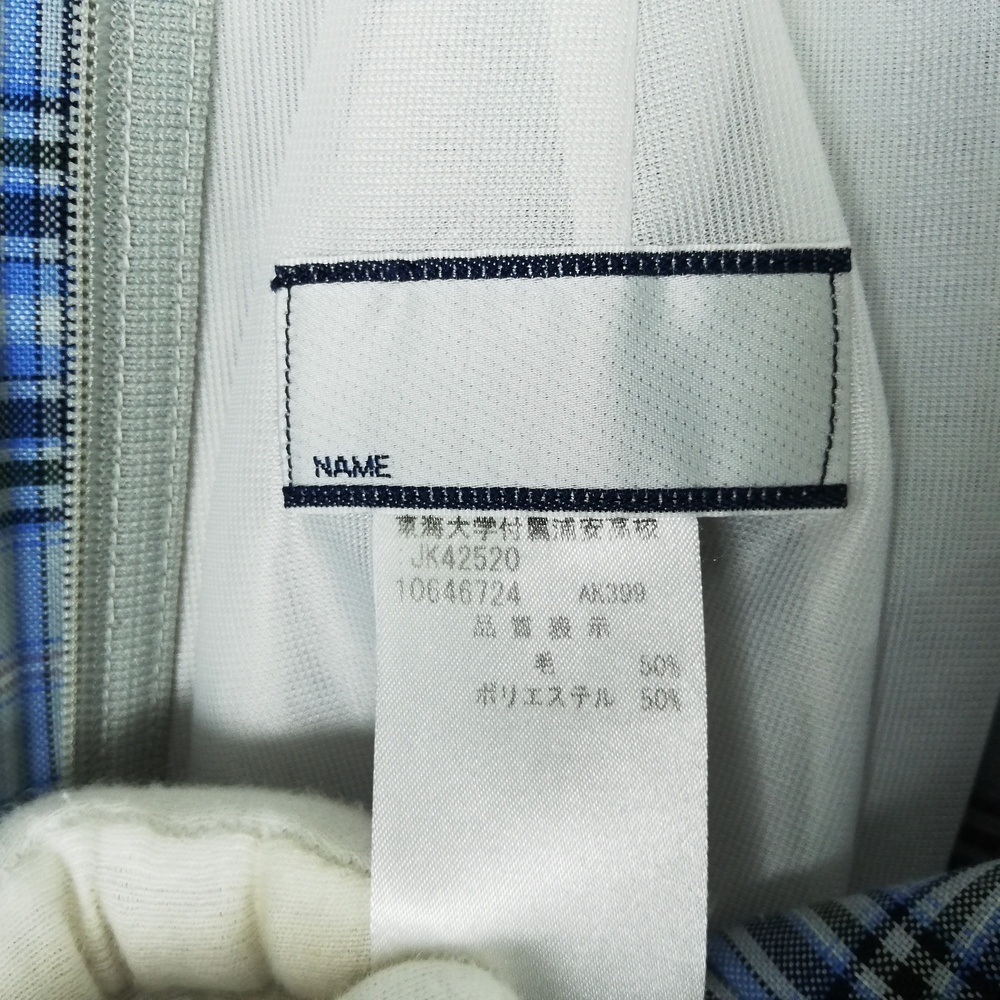 NAME
東海大学付属浦安高校
JK42520
10646724 AK399
品質表示
毛 50%
ポリエステル 50%